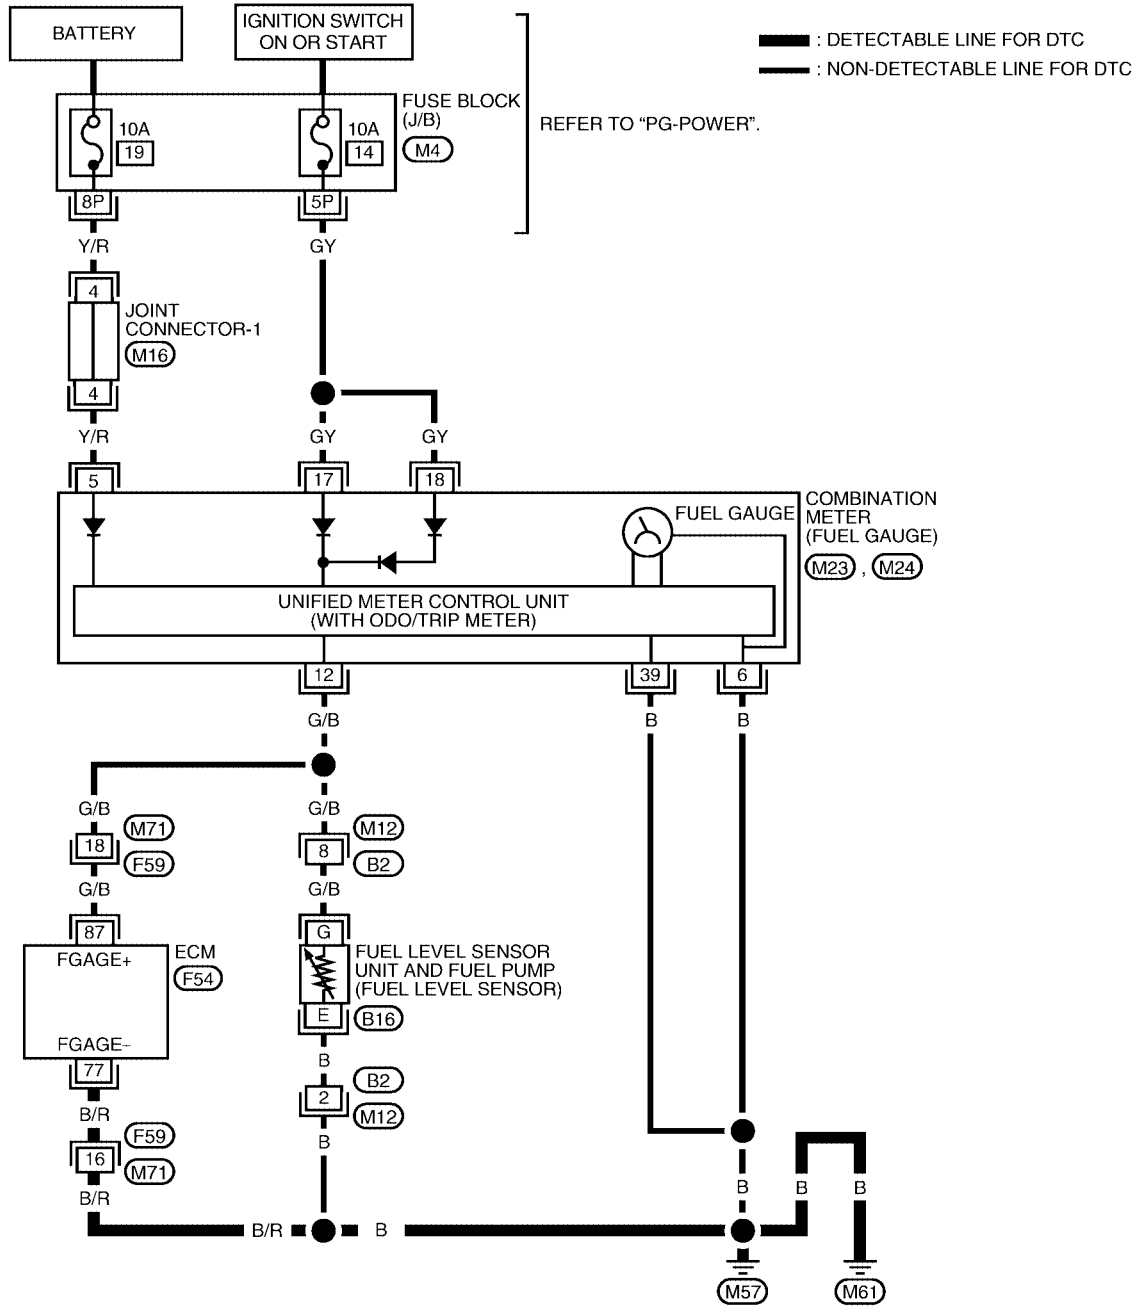 BATTERY
IGNITION SWITCH
ON OR START
: DETECTABLE LINE FOR DTC
: NON-DETECTABLE LINE FOR DTC
10A
19
10A
14
FUSE BLOCK
(J/B)
M4
REFER TO “PG-POWER”.
8P
5P
Y/R
GY
4
JOINT
CONNECTOR-1
M16
4
Y/R
GY
GY
5
17
18
FUEL GAUGE
COMBINATION
METER
(FUEL GAUGE)
M23 , M24
UNIFIED METER CONTROL UNIT
(WITH ODO/TRIP METER)
12
39
6
G/B
B
B
G/B
G/B
M71
M12
18
8
F59
B2
G/B
G/B
87
G
FGAGE+
ECM
F54
FUEL LEVEL SENSOR
UNIT AND FUEL PUMP
(FUEL LEVEL SENSOR)
E
B16
FGAGE–
77
B
B/R
B2
2
M12
F59
16
M71
B
B/R
B
B
B
B/R
B
M57
M61